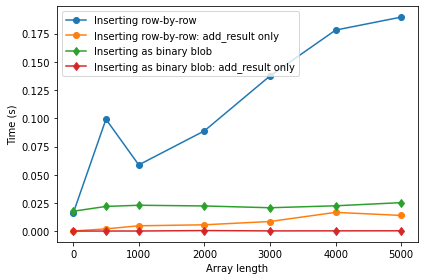 Inserting row-by-row
Inserting row-by-row: add_result only
Inserting as binary blob
Inserting as binary blob: add_result only
0.175
0.150
0.125
0.100
0.075
0.050
0.025
0.000
Time (s)
0
1000
2000
3000
4000
5000
Array length